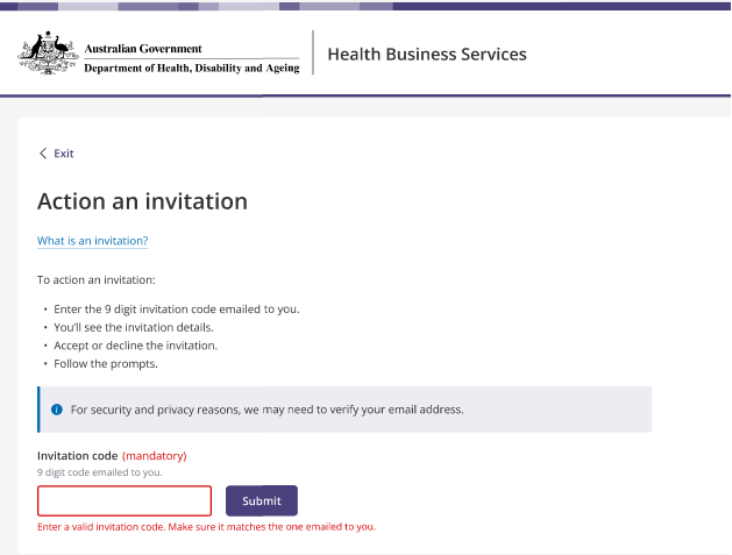 Australian Government
Department of Health, Disability and Ageing
Health Business Services
Exit
Action an invitation
What is an invitation?
To action an invitation:
• Enter the 9 digit invitation code emailed to you.
• You'll see the invitation details.
• Accept or decline the invitation.
• Follow the prompts.
For security and privacy reasons, we may need to verify your email address.
Invitation code (mandatory)
9 digit code emailed to you.
Submit
Enter a valid invitation code. Make sure it matches the one emailed to you.